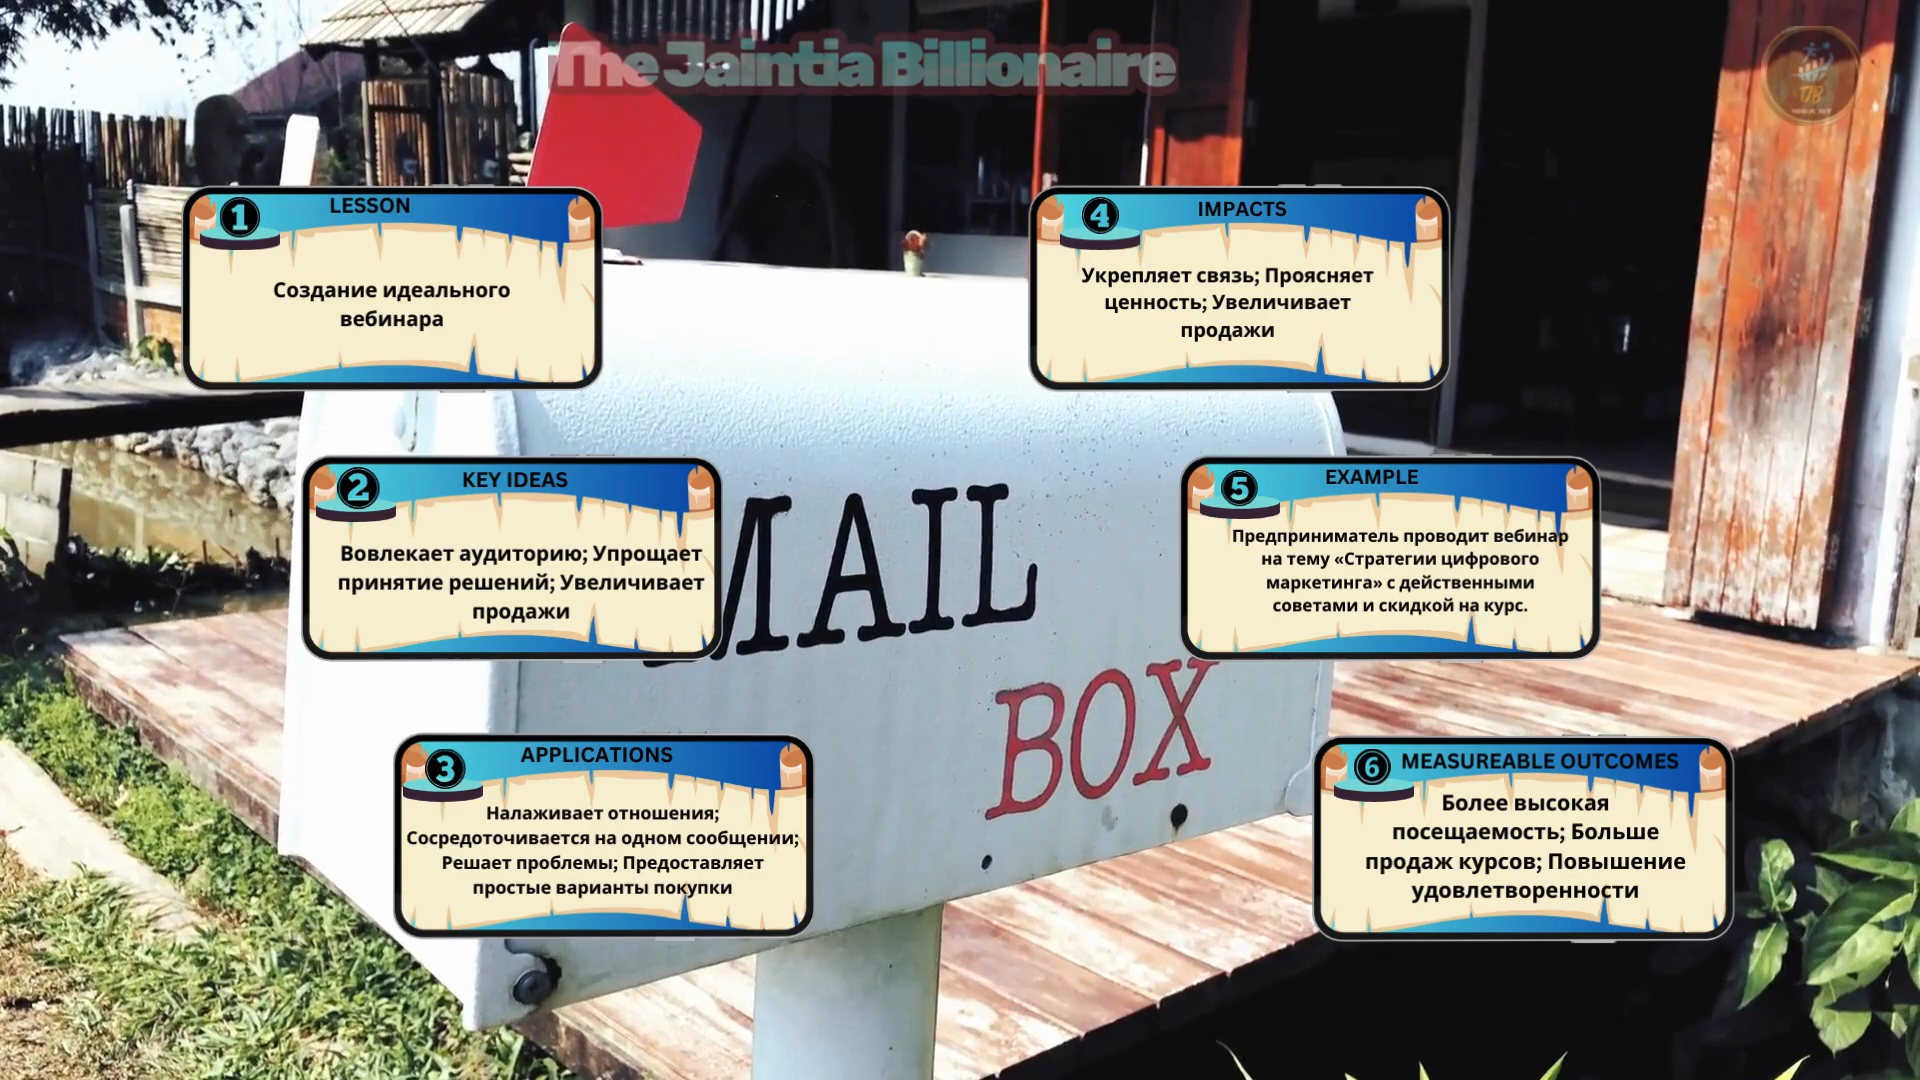 The Jaintia Billionaire
TJB
1
LESSON
Создание идеального
вебинара
2
KEY IDEAS
Вовлекает аудиторию; Упрощает
принятие решений; Увеличивает
продажи
3
APPLICATIONS
Налаживает отношения;
Сосредоточивается на одном сообщении;
Решает проблемы; Предоставляет
простые варианты покупки
4
IMPACTS
Укрепляет связь; Проясняет
ценность; Увеличивает
продажи
5
EXAMPLE
Предприниматель проводит вебинар
на тему «Стратегии цифрового
маркетинга» с действенными
советами и скидкой на курс.
6
MEASUREABLE OUTCOMES
Более высокая
посещаемость; Больше
продаж курсов; Повышение
удовлетворенности
MAIL
BOX